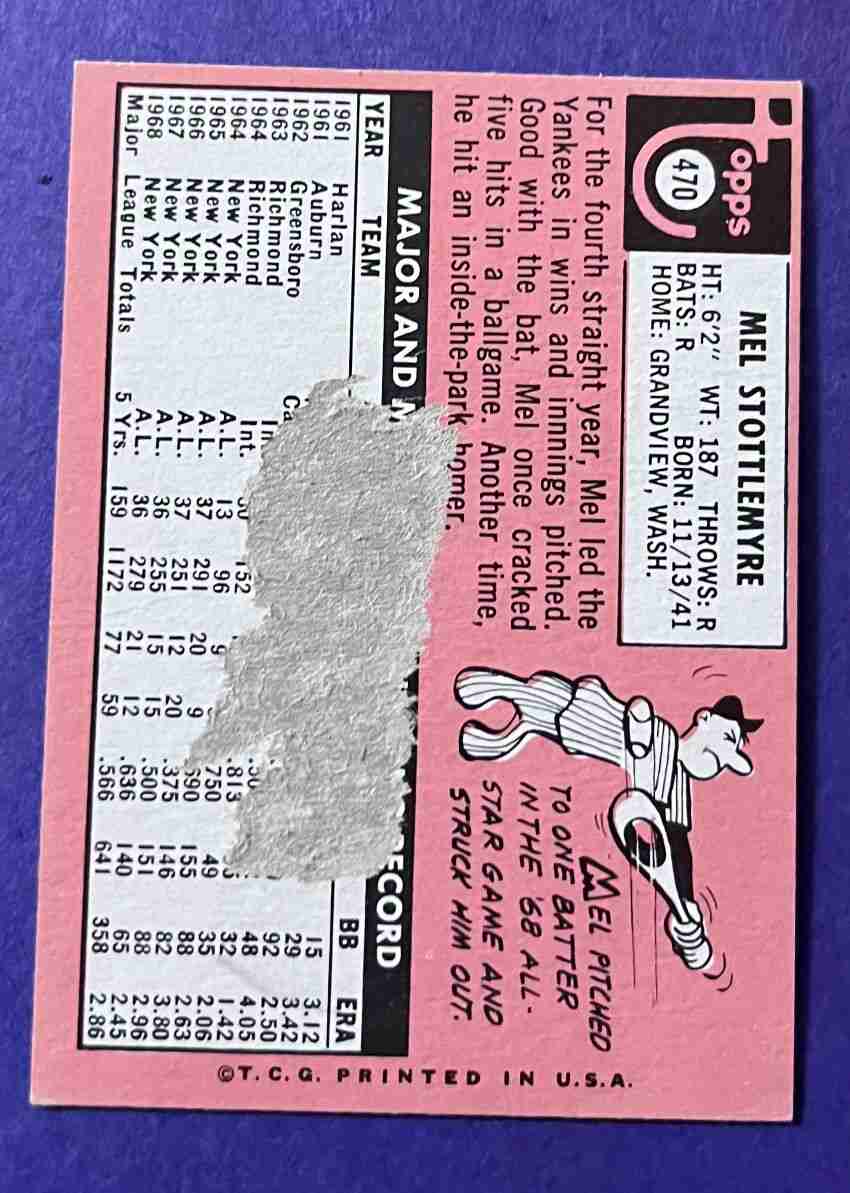 Topps
470
MEL STOTTLEMYRE
HT: 6'2" WT: 187 THROWS: R
BATS: R BORN: 11/13/41
HOME: GRANDVIEW, WASH.
For the fourth straight year, Mel led the
Yankees in wins and innnings pitched.
Good with the bat, Mel once cracked
five hits in a ballgame. Another time,
he hit an inside-the-park homer.
MEL PITCHED
TO ONE BATTER
IN THE '68 ALL-
STAR GAME AND
STRUCK HIM OUT.
MAJOR AND
YEAR TEAM BB ERA
1961 Harlan 15 3.12
1961 Auburn 29 3.42
1962 Greensboro 92 2.50
1963 Richmond 48 4.05
1964 Richmond Int. .813 32 1.42
1964 New York A.L. 13 96 9 750 49 35 2.06
1965 New York A.L. 37 291 20 9 155 88 2.63
1966 New York A.L. 37 251 12 20 .375 146 82 3.80
1967 New York A.L. 36 255 15 15 .500 151 88 2.96
1968 New York A.L. 36 279 21 12 .636 140 65 2.45
Major League Totals 5 Yrs. 159 1172 77 59 .566 641 358 2.86
©T.C.G. PRINTED IN U.S.A.